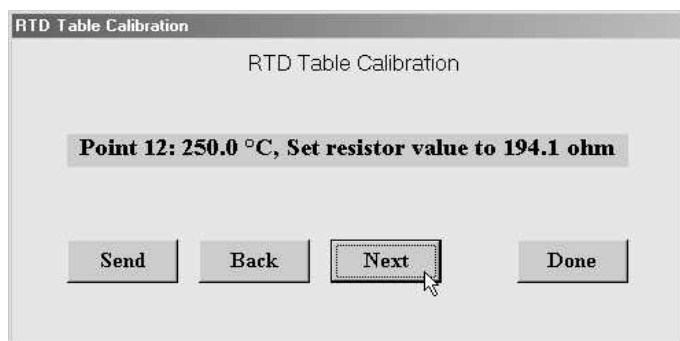 RTD Table Calibration
RTD Table Calibration
Point 12: 250.0 °C, Set resistor value to 194.1 ohm
Send Back Next Done